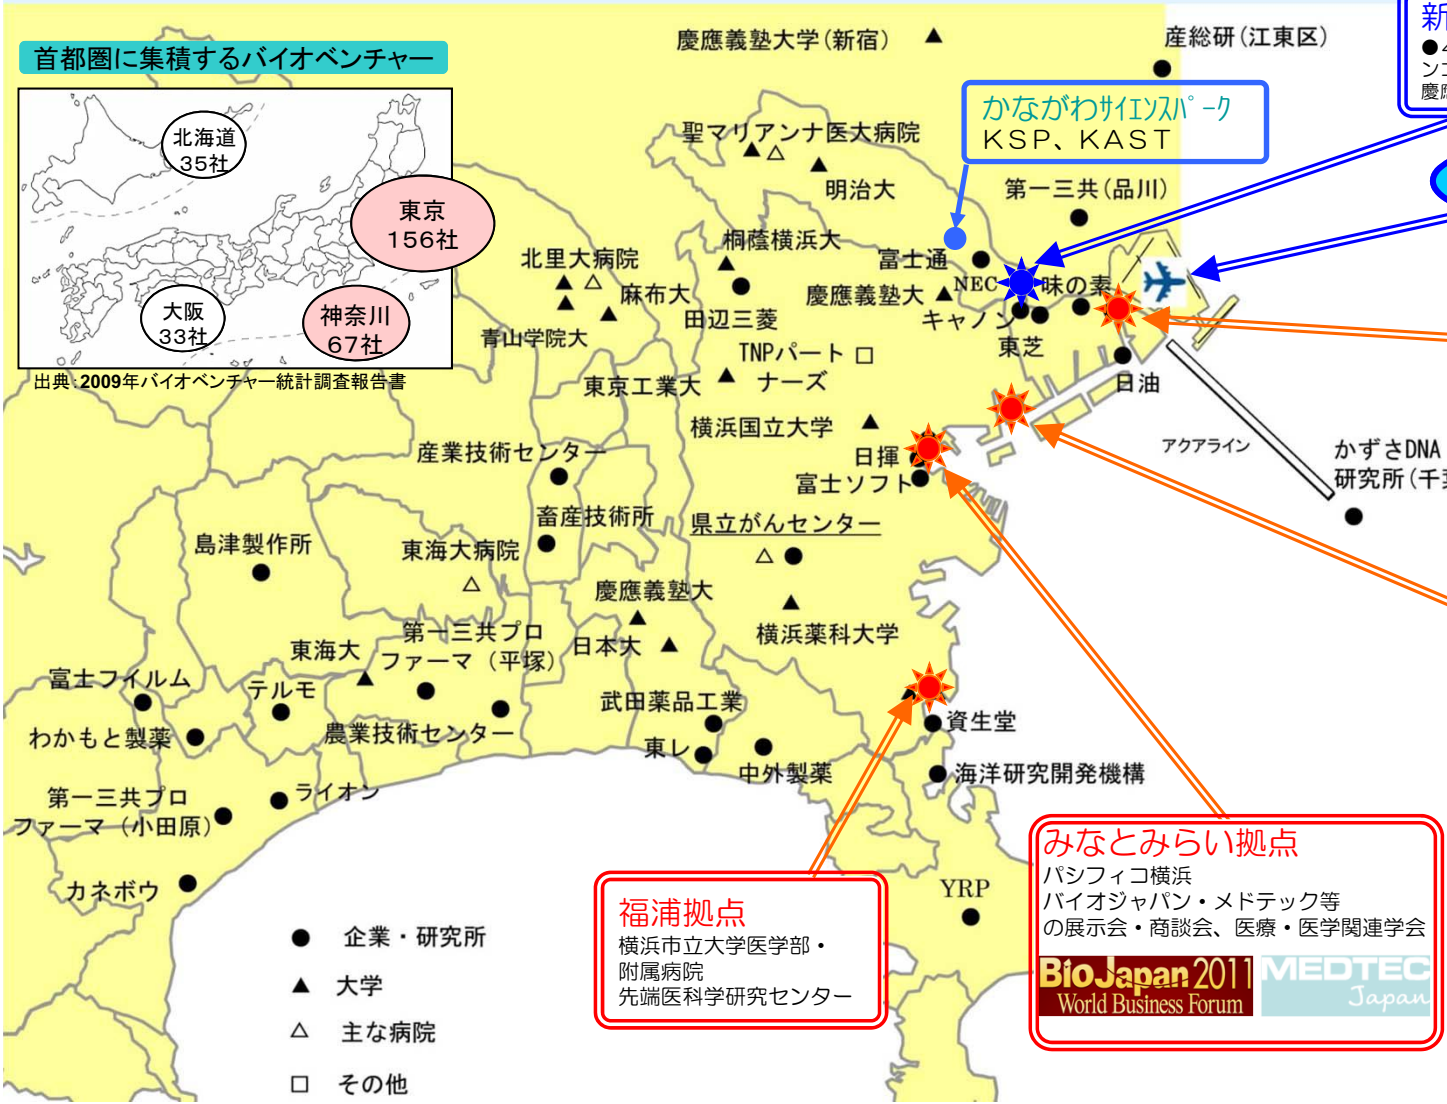 首都圏に集積するバイオベンチャー
北海道
35社
東京
156社
大阪
33社
神奈川
67社
出典:2009年バイオベンチャー統計調査報告書
慶應義塾大学(新宿)
産総研(江東区)
新
慶應
かながわサイエンスパーク
KSP、KAST
聖マリアンナ医大病院
明治大
第一三共(品川)
桐蔭横浜大
北里大病院
麻布大
青山学院大
田辺三菱
富士通
NEC
味の素
慶應義塾大
キャノン
東芝
日油
TNPパート
ナーズ
東京工業大
横浜国立大学
日揮
富士ソフト
アクアライン
かずさDNA
研究所(千葉
産業技術センター
畜産技術所
県立がんセンター
島津製作所
東海大病院
慶應義塾大
横浜薬科大学
日本大
東海大
第一三共プロ
ファーマ(平塚)
富士フイルム
テルモ
わかもと製薬
農業技術センター
武田薬品工業
東レ
中外製薬
資生堂
海洋研究開発機構
第一三共プロ
ファーマ(小田原)
ライオン
カネボウ
YRP
福浦拠点
横浜市立大学医学部・
附属病院
先端医科学研究センター
みなとみらい拠点
パシフィコ横浜
バイオジャパン・メドテック等
の展示会・商談会、医療・医学関連学会
BioJapan 2011
World Business Forum
MEDTEC
Japan
● 企業・研究所
▲ 大学
△ 主な病院
□ その他